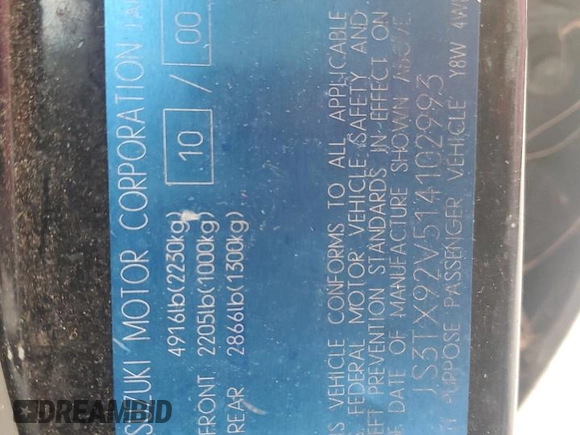 SUZUKI MOTOR CORPORATION
10 / 00
4916lb(2230kg)
FRONT 2205lb(1000kg)
REAR 2866lb(1300kg)
VEHICLE CONFORMS TO ALL APPLICABLE
FEDERAL MOTOR VEHICLE SAFETY AND
PREVENTION STANDARDS IN EFFECT ON
DATE OF MANUFACTURE SHOWN ABOVE.
JS3TX92V514102993
PURPOSE PASSENGER VEHICLE Y8W 4W
DREAMBID